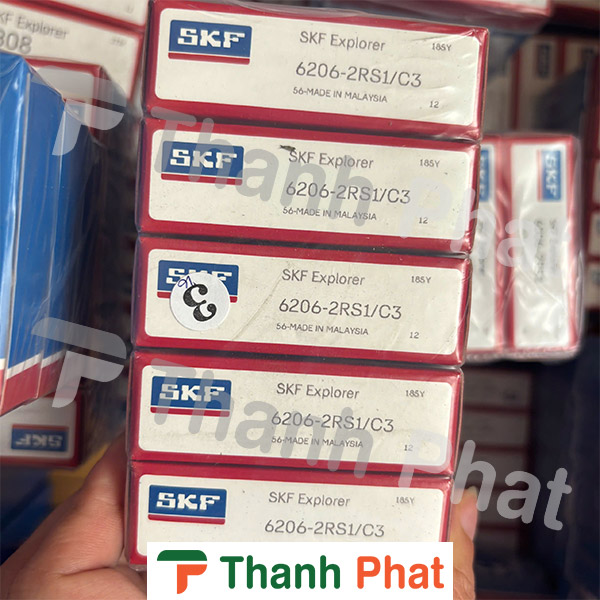 SKF Explorer
808
SKF
SKF Explorer
185Y
6206-2RS1/C3
56-MADE IN MALAYSIA
12
SKF
SKF Explorer
185Y
6206-2RS1/C3
56-MADE IN MALAYSIA
12
SKF
SKF Explorer
185Y
6206-2RS1/C3
56-MADE IN MALAYSIA
12
SKF
SKF Explorer
185Y
6206-2RS1/C3
56-MADE IN MALAYSIA
12
SKF
SKF Explorer
185Y
6206-2RS1/C3
SKF
SKF
SKF
Thanh Phat
Thanh Phat
Thanh Phat